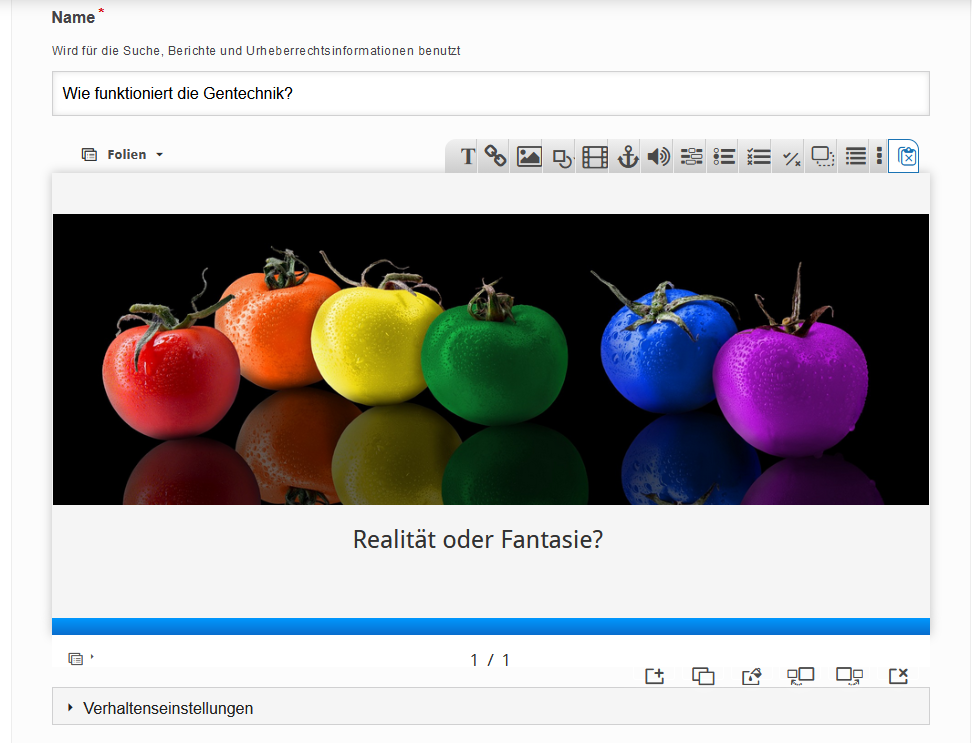 Name *
Wird für die Suche, Berichte und Urheberrechtsinformationen benutzt
Wie funktioniert die Gentechnik?
Folien
T
Realität oder Fantasie?
1 / 1
Verhaltenseinstellungen